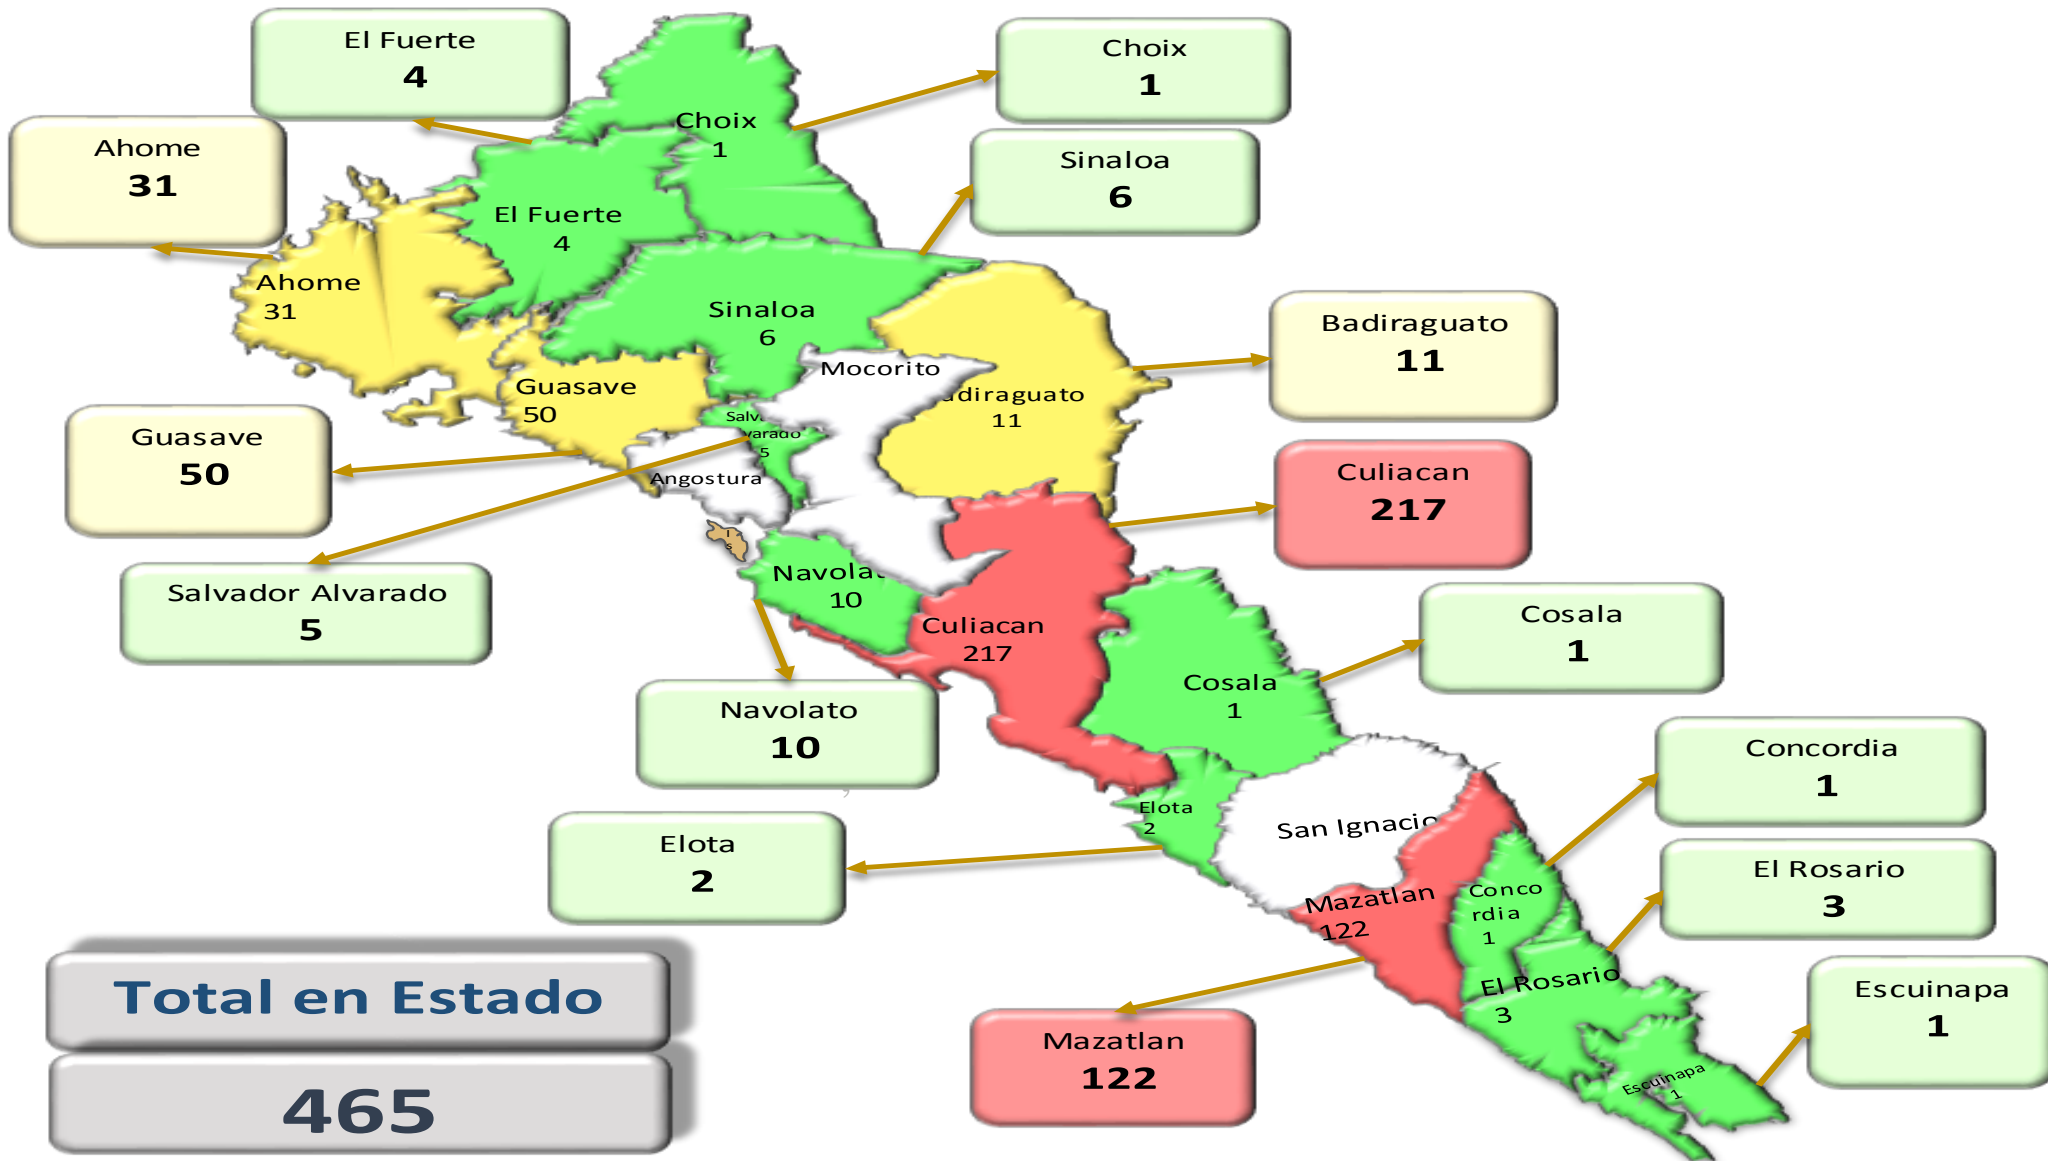 El Fuerte
4
Choix
1
Ahome
31
Sinaloa
6
Choix
1
El Fuerte
4
Ahome
31
Sinaloa
6
Badiraguato
11
Mocorito
Guasave
50
adiraguato
11
Salv
varado
5
Guasave
50
Angostura
Culiacan
217
Salvador Alvarado
5
Navolat
10
Culiacan
217
Cosala
1
Cosala
1
Navolato
10
Concordia
1
Elota
2
San Ignacio
Elota
2
El Rosario
3
Mazatlan
122
Conco
rdia
1
El Rosario
3
Escuinapa
1
Total en Estado
465
Mazatlan
122
Escuinapa
1